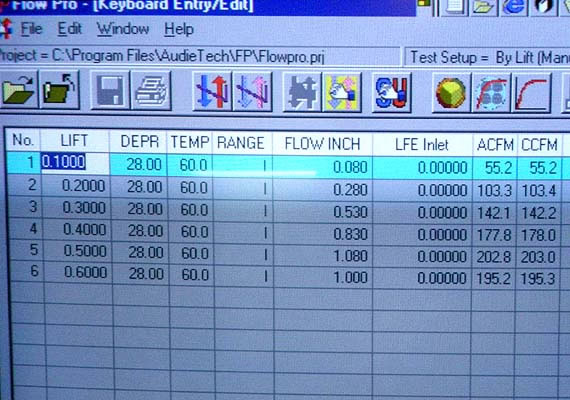 Flow Pro - [Keyboard Entry/Edit]
File Edit Window Help
Project = C:\Program Files\AudieTech\FP\Flowpro.prj Test Setup = By Lift (Manu
No. LIFT DEPR TEMP RANGE FLOW INCH LFE Inlet ACFM CCFM
1 0.1000 28.00 60.0 I 0.080 0.00000 55.2 55.2
2 0.2000 28.00 60.0 I 0.280 0.00000 103.3 103.4
3 0.3000 28.00 60.0 I 0.530 0.00000 142.1 142.2
4 0.4000 28.00 60.0 I 0.830 0.00000 177.8 178.0
5 0.5000 28.00 60.0 I 1.080 0.00000 202.8 203.0
6 0.6000 28.00 60.0 I 1.000 0.00000 195.2 195.3